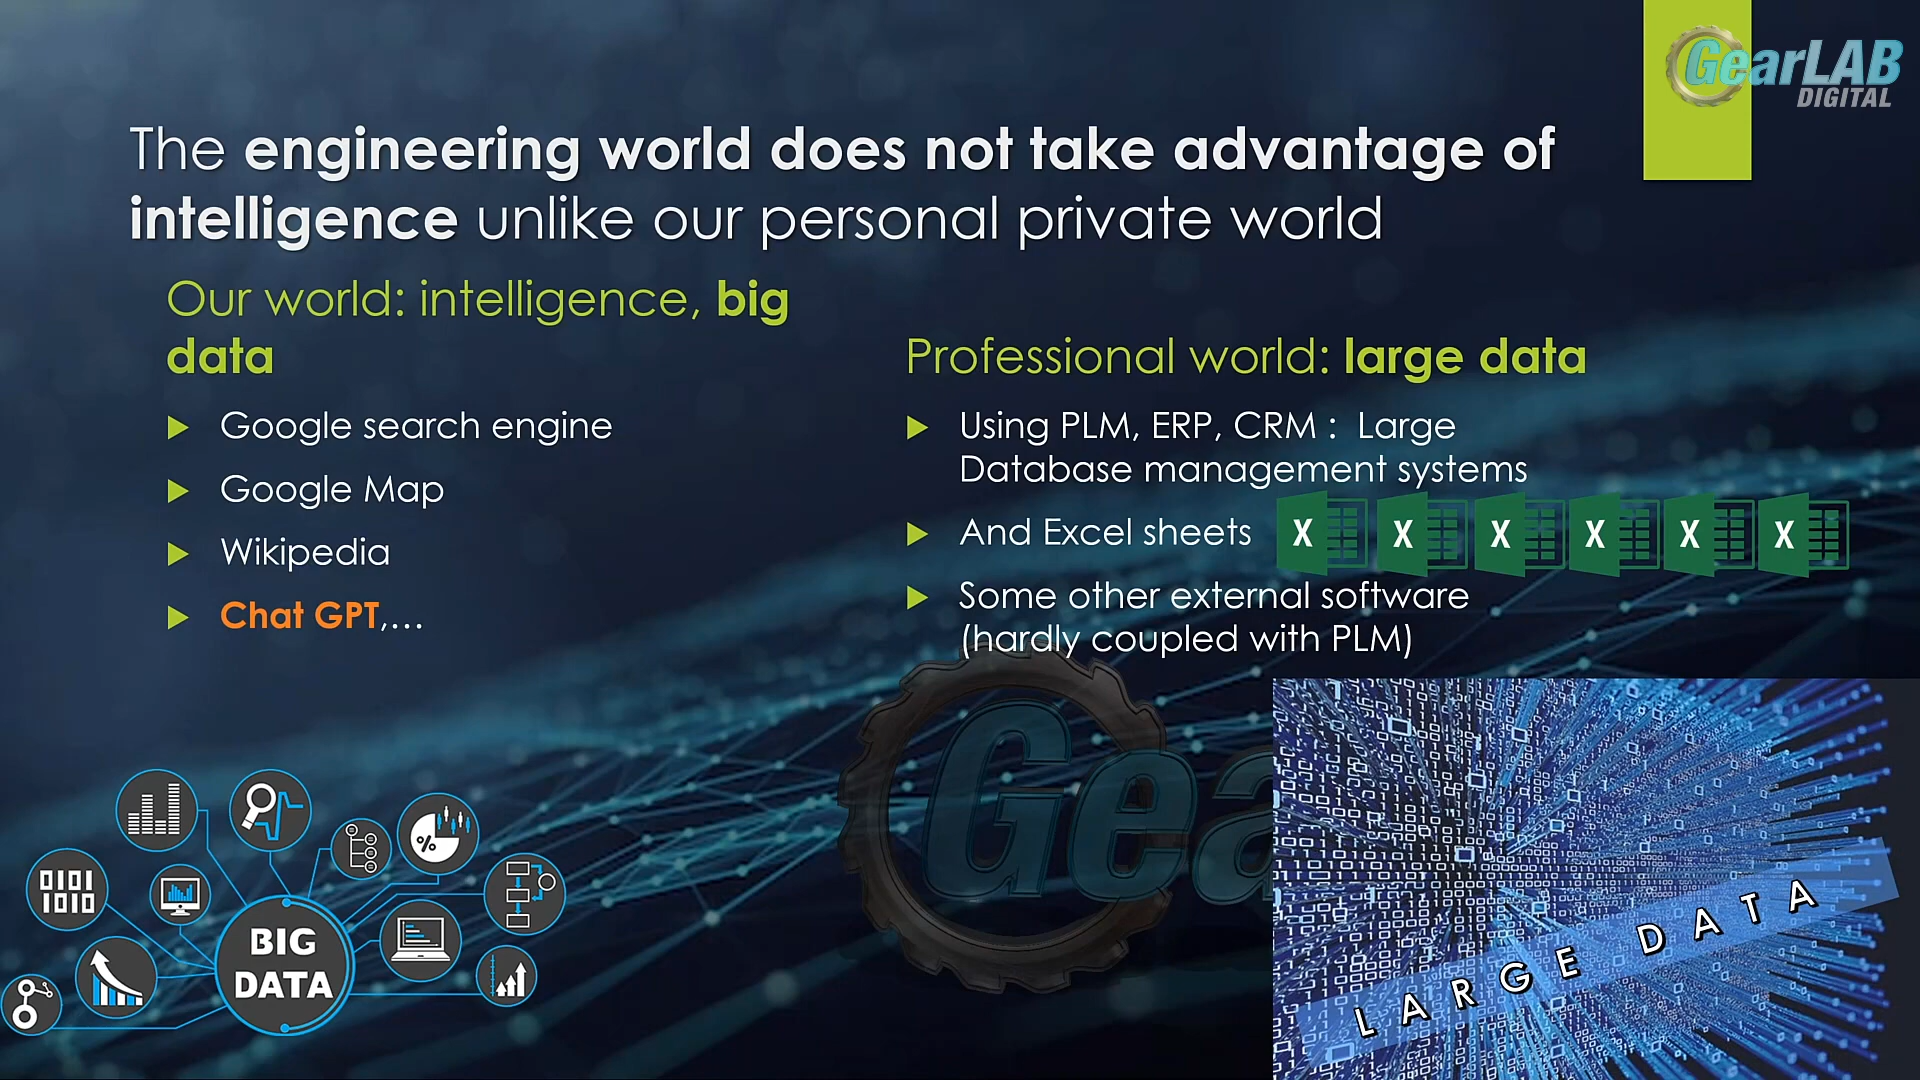 GearLAB
DIGITAL
The engineering world does not take advantage of
intelligence unlike our personal private world
Our world: intelligence, big
data
Google search engine
Google Map
Wikipedia
Chat GPT,...
Professional world: large data
Using PLM, ERP, CRM :  Large
Database management systems
And Excel sheets
X X X X X X
Some other external software
(hardly coupled with PLM)
0101
1010
%
BIG
DATA
Gea
LARGE DATA